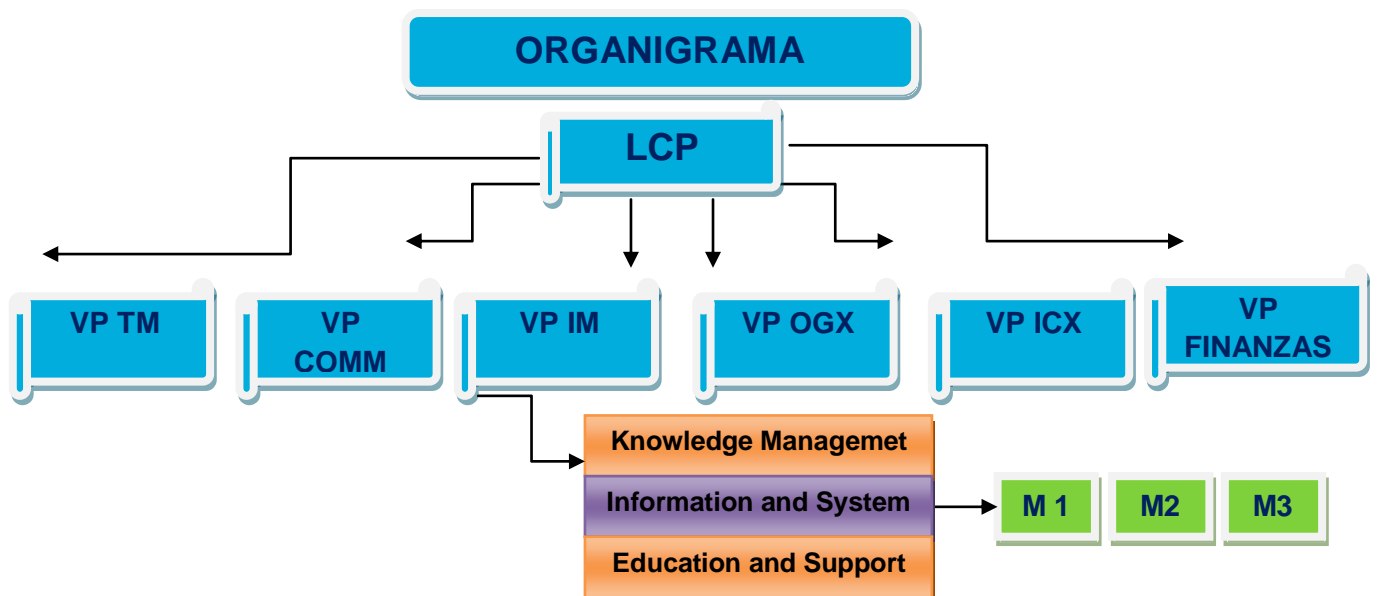 ORGANIGRAMA
LCP
VP TM
VP
COMM
VP IM
VP OGX
VP ICX
VP
FINANZAS
Knowledge Managemet
Information and System
Education and Support
M 1
M2
M3